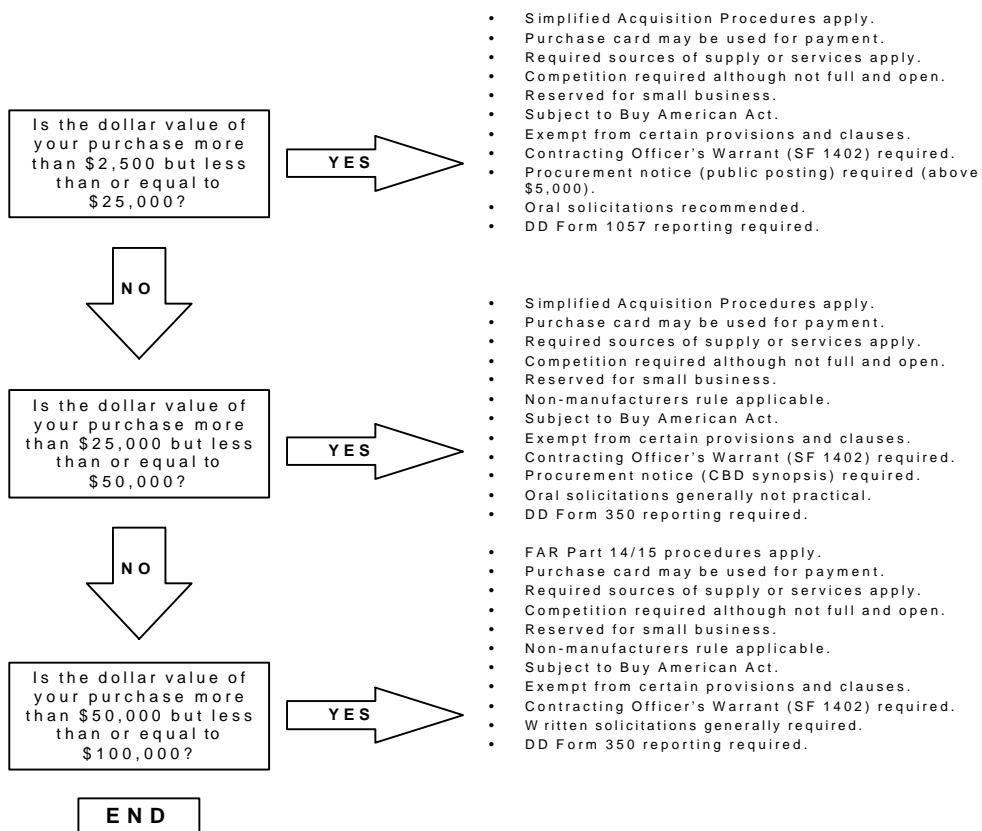 Is the dollar value of
your purchase more
than $2,500 but less
than or equal to
$25,000?
YES
• Simplified Acquisition Procedures apply.
• Purchase card may be used for payment.
• Required sources of supply or services apply.
• Competition required although not full and open.
• Reserved for small business.
• Subject to Buy American Act.
• Exempt from certain provisions and clauses.
• Contracting Officer's Warrant (SF 1402) required.
• Procurement notice (public posting) required (above
$5,000).
• Oral solicitations recommended.
• DD Form 1057 reporting required.
NO
Is the dollar value of
your purchase more
than $25,000 but less
than or equal to
$50,000?
YES
• Simplified Acquisition Procedures apply.
• Purchase card may be used for payment.
• Required sources of supply or services apply.
• Competition required although not full and open.
• Reserved for small business.
• Non-manufacturers rule applicable.
• Subject to Buy American Act.
• Exempt from certain provisions and clauses.
• Contracting Officer's Warrant (SF 1402) required.
• Procurement notice (CBD synopsis) required.
• Oral solicitations generally not practical.
• DD Form 350 reporting required.
NO
Is the dollar value of
your purchase more
than $50,000 but less
than or equal to
$100,000?
YES
• FAR Part 14/15 procedures apply.
• Purchase card may be used for payment.
• Required sources of supply or services apply.
• Competition required although not full and open.
• Reserved for small business.
• Non-manufacturers rule applicable.
• Subject to Buy American Act.
• Exempt from certain provisions and clauses.
• Contracting Officer's Warrant (SF 1402) required.
• Written solicitations generally required.
• DD Form 350 reporting required.
END